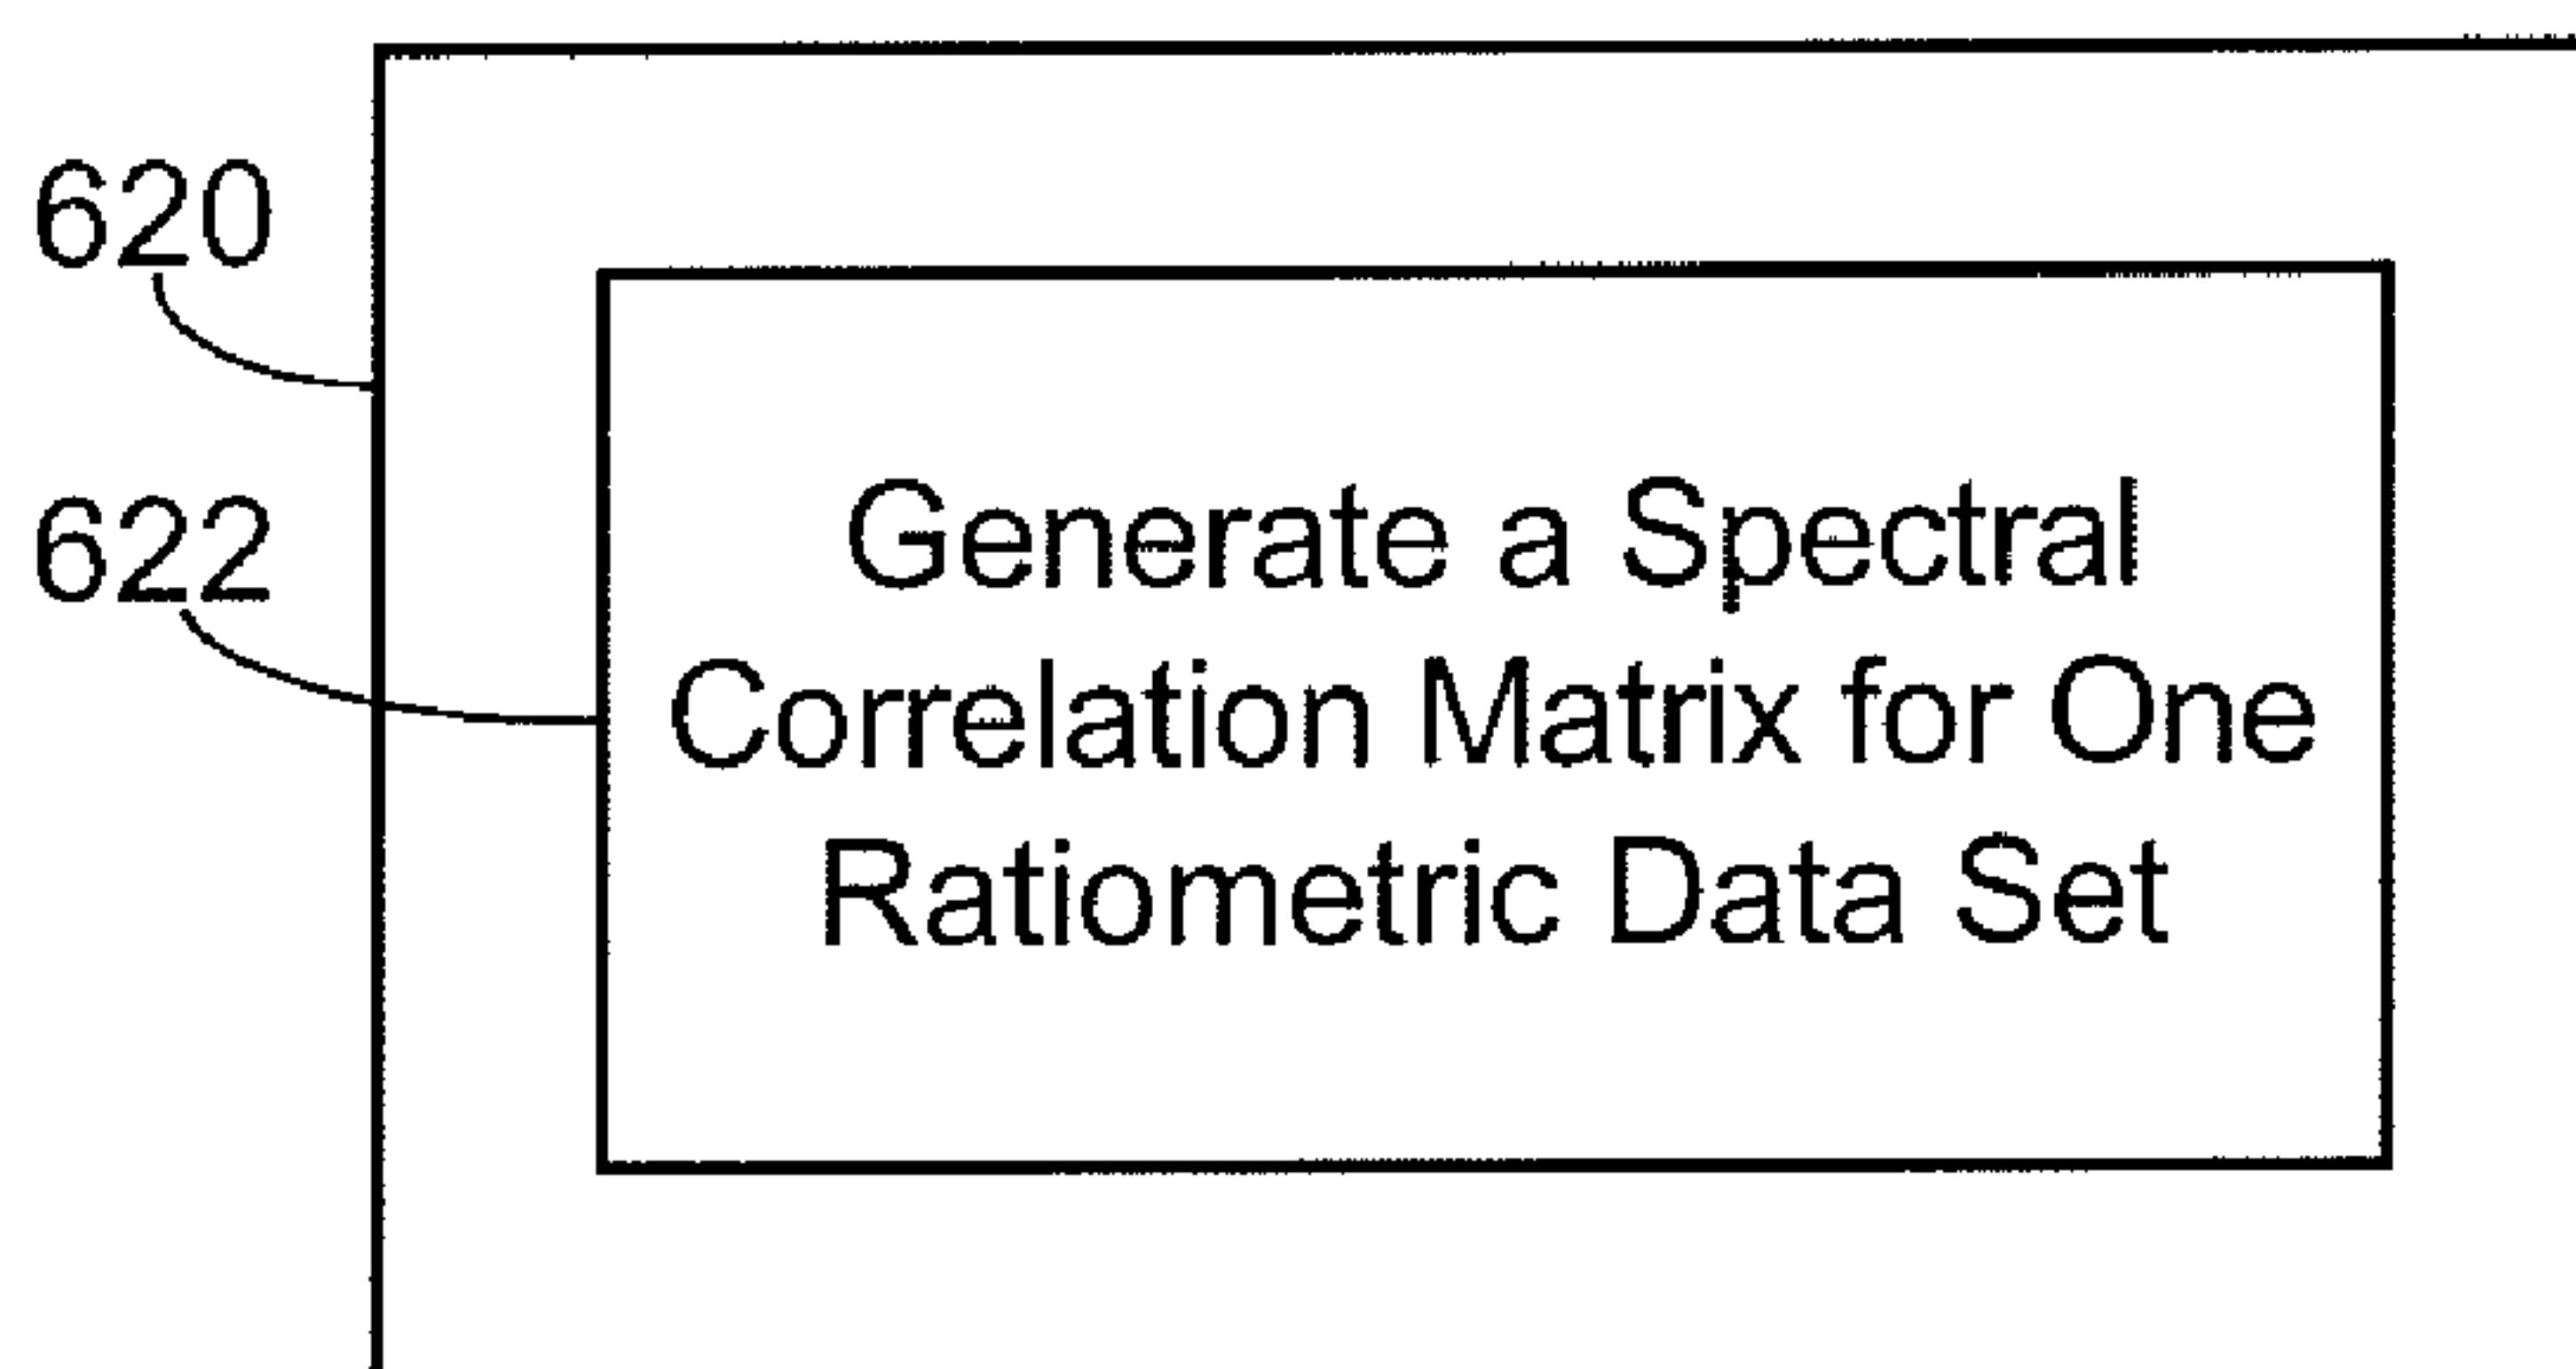 620
622
Generate a Spectral
Correlation Matrix for One
Ratiometric Data Set